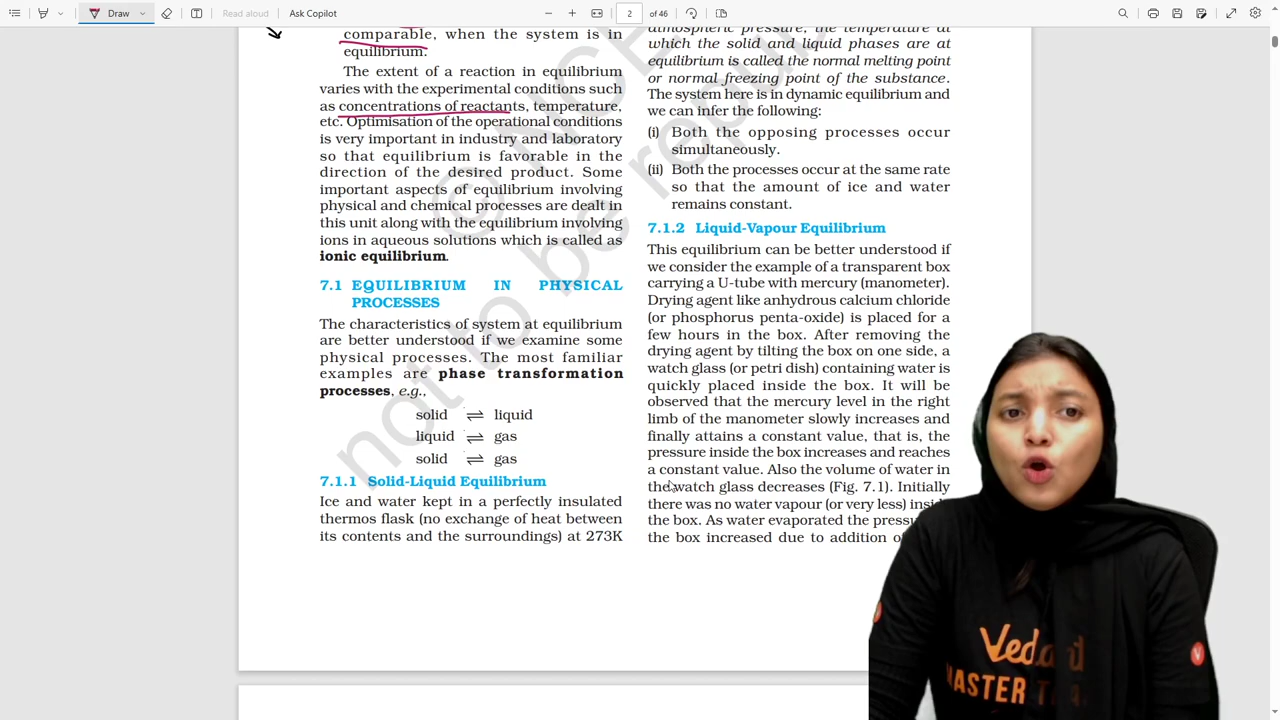 Draw
Read aloud
Ask Copilot
2
of 46
comparable, when the system is in
equilibrium.
The extent of a reaction in equilibrium
varies with the experimental conditions such
as concentrations of reactants, temperature,
etc. Optimisation of the operational conditions
is very important in industry and laboratory
so that equilibrium is favorable in the
direction of the desired product. Some
important aspects of equilibrium involving
physical and chemical processes are dealt in
this unit along with the equilibrium involving
ions in aqueous solutions which is called as
ionic equilibrium.
7.1 EQUILIBRIUM IN PHYSICAL
PROCESSES
The characteristics of system at equilibrium
are better understood if we examine some
physical processes. The most familiar
examples are phase transformation
processes, e.g.,
solid ⇌ liquid
liquid ⇌ gas
solid ⇌ gas
7.1.1 Solid-Liquid Equilibrium
Ice and water kept in a perfectly insulated
thermos flask (no exchange of heat between
its contents and the surroundings) at 273K
atmospheric pressure, the temperature at
which the solid and liquid phases are at
equilibrium is called the normal melting point
or normal freezing point of the substance.
The system here is in dynamic equilibrium and
we can infer the following:
(i) Both the opposing processes occur
simultaneously.
(ii) Both the processes occur at the same rate
so that the amount of ice and water
remains constant.
7.1.2 Liquid-Vapour Equilibrium
This equilibrium can be better understood if
we consider the example of a transparent box
carrying a U-tube with mercury (manometer).
Drying agent like anhydrous calcium chloride
(or phosphorus penta-oxide) is placed for a
few hours in the box. After removing the
drying agent by tilting the box on one side, a
watch glass (or petri dish) containing water is
quickly placed inside the box. It will be
observed that the mercury level in the right
limb of the manometer slowly increases and
finally attains a constant value, that is, the
pressure inside the box increases and reaches
a constant value. Also the volume of water in
the watch glass decreases (Fig. 7.1). Initially
there was no water vapour (or very less)
the box. As water evaporated the
the box increased due to addition
not to be
© NCE
MASTER